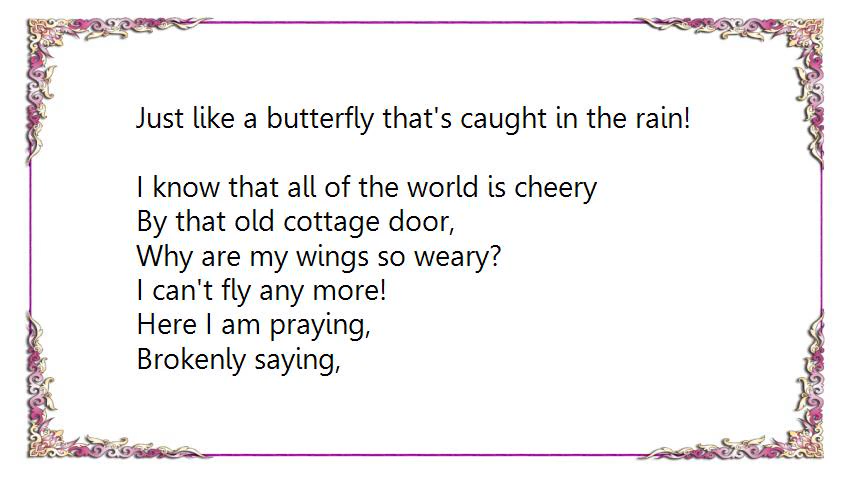 Just like a butterfly that's caught in the rain!
I know that all of the world is cheery
By that old cottage door,
Why are my wings so weary?
I can't fly any more!
Here I am praying,
Brokenly saying,